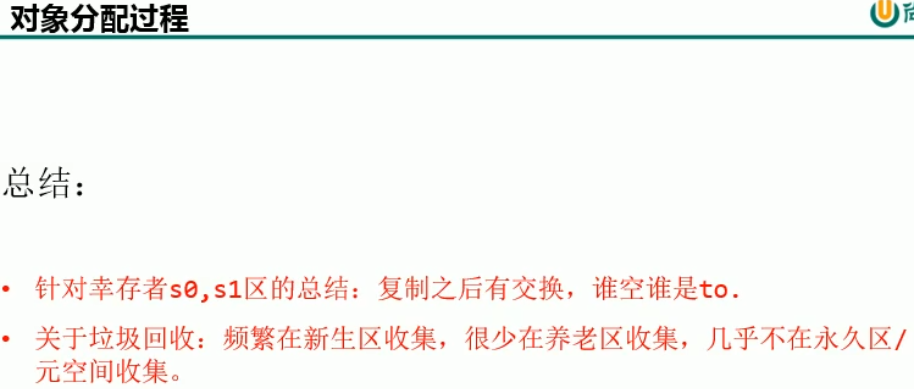 对象分配过程
总结：
• 针对幸存者s0,s1区的总结：复制之后有交换，谁空谁是to.
• 关于垃圾回收：频繁在新生区收集，很少在养老区收集，几乎不在永久区/
元空间收集。